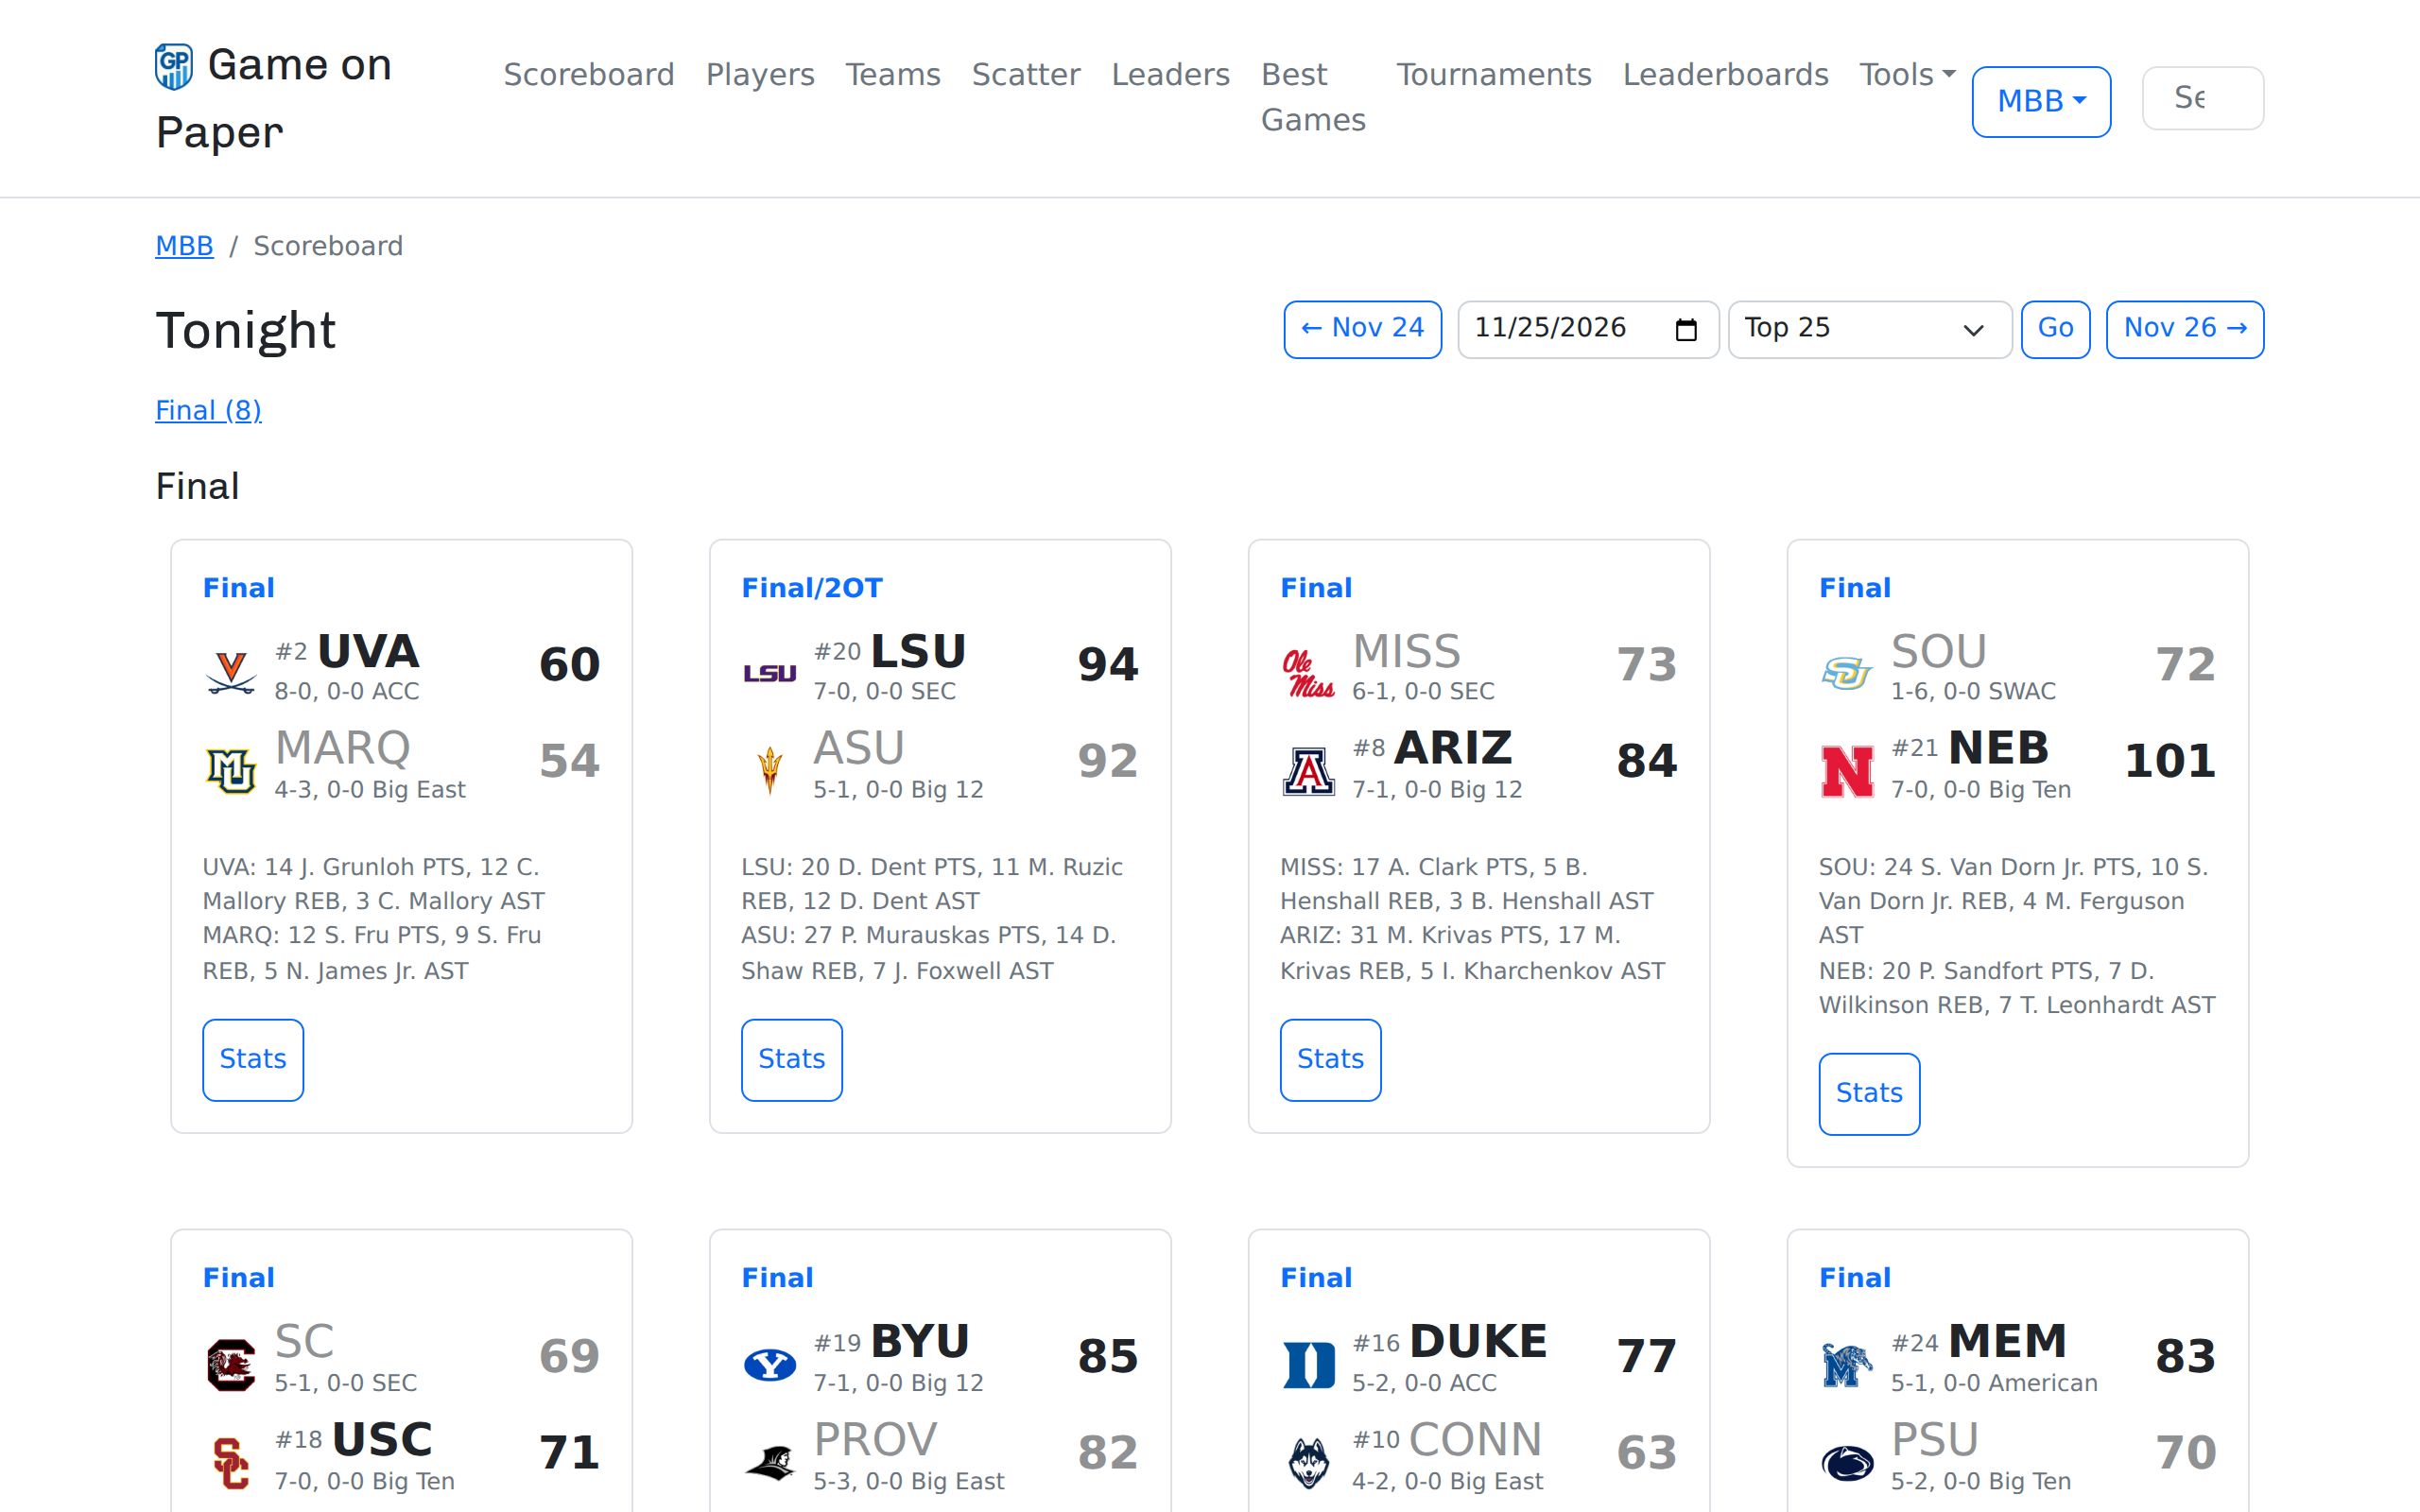 GP Game on
Paper
Scoreboard Players Teams Scatter Leaders Best Games Tournaments Leaderboards Tools MBB Se
MBB / Scoreboard
Tonight
← Nov 24 11/25/2026 Top 25 Go Nov 26 →
Final (8)
Final
Final
#2 UVA 60
8-0, 0-0 ACC
MARQ 54
4-3, 0-0 Big East
UVA: 14 J. Grunloh PTS, 12 C.
Mallory REB, 3 C. Mallory AST
MARQ: 12 S. Fru PTS, 9 S. Fru
REB, 5 N. James Jr. AST
Stats
Final/2OT
LSU #20 LSU 94
7-0, 0-0 SEC
ASU 92
5-1, 0-0 Big 12
LSU: 20 D. Dent PTS, 11 M. Ruzic
REB, 12 D. Dent AST
ASU: 27 P. Murauskas PTS, 14 D.
Shaw REB, 7 J. Foxwell AST
Stats
Final
Ole Miss MISS 73
6-1, 0-0 SEC
#8 ARIZ 84
7-1, 0-0 Big 12
MISS: 17 A. Clark PTS, 5 B.
Henshall REB, 3 B. Henshall AST
ARIZ: 31 M. Krivas PTS, 17 M.
Krivas REB, 5 I. Kharchenkov AST
Stats
Final
SOU 72
1-6, 0-0 SWAC
#21 NEB 101
7-0, 0-0 Big Ten
SOU: 24 S. Van Dorn Jr. PTS, 10 S.
Van Dorn Jr. REB, 4 M. Ferguson
AST
NEB: 20 P. Sandfort PTS, 7 D.
Wilkinson REB, 7 T. Leonhardt AST
Stats
Final
SC 69
5-1, 0-0 SEC
#18 USC 71
7-0, 0-0 Big Ten
Final
#19 BYU 85
7-1, 0-0 Big 12
PROV 82
5-3, 0-0 Big East
Final
#16 DUKE 77
5-2, 0-0 ACC
#10 CONN 63
4-2, 0-0 Big East
Final
#24 MEM 83
5-1, 0-0 American
PSU 70
5-2, 0-0 Big Ten